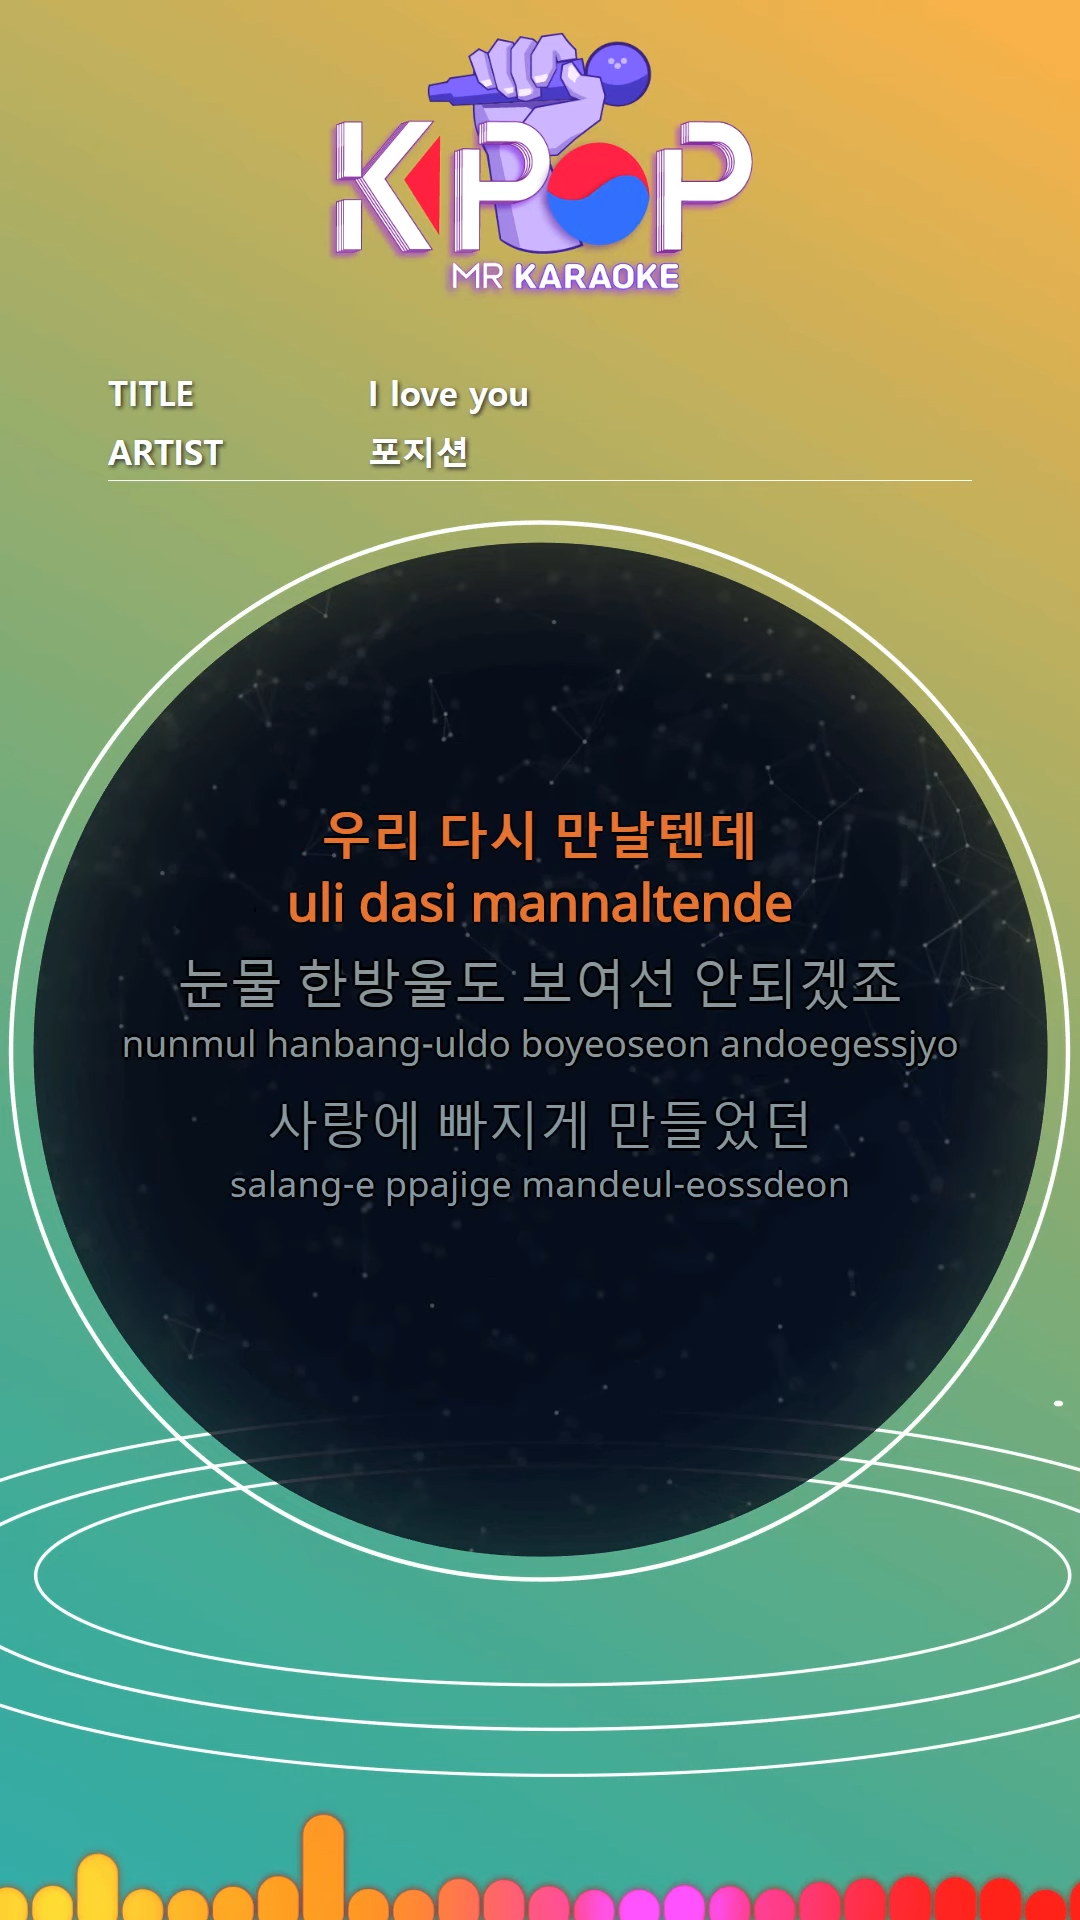 KPOP
MR KARAOKE
TITLE I love you
ARTIST 포지션
우리 다시 만날텐데
uli dasi mannaltende
눈물 한방울도 보여선 안되겠죠
nunmul hanbang-uldo boyeoseon andoegessjyo
사랑에 빠지게 만들었던
salang-e ppajige mandeul-eossdeon